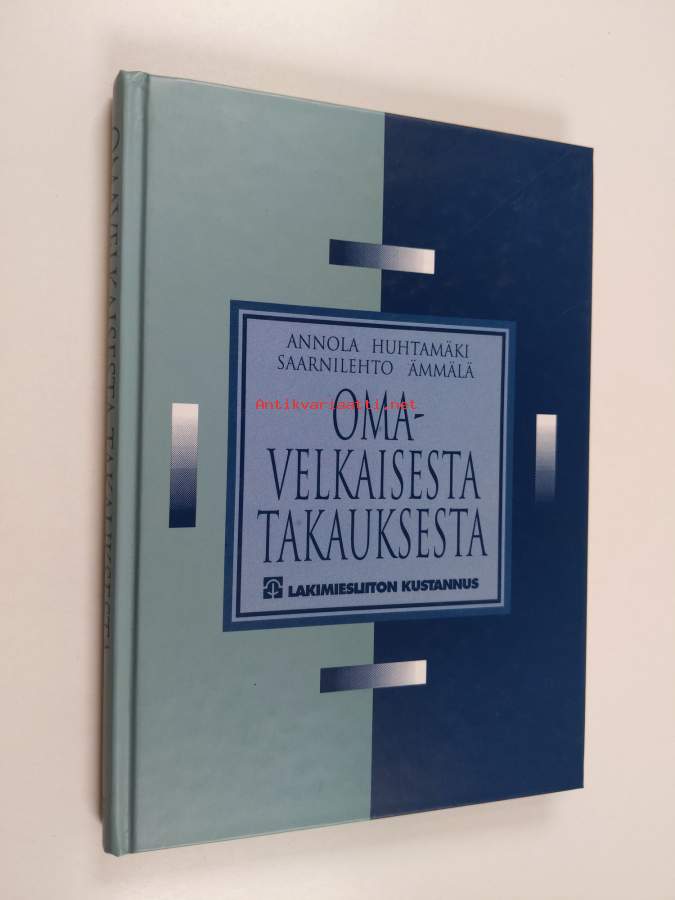 OMAVELKAISESTA TAKAUKSESTA
ANNOLA HUHTAMÄKI
SAARNILEHTO ÄMMÄLÄ
Antikvariaatti.net
OMA-
VELKAISESTA
TAKAUKSESTA
LAKIMIESLIITON KUSTANNUS